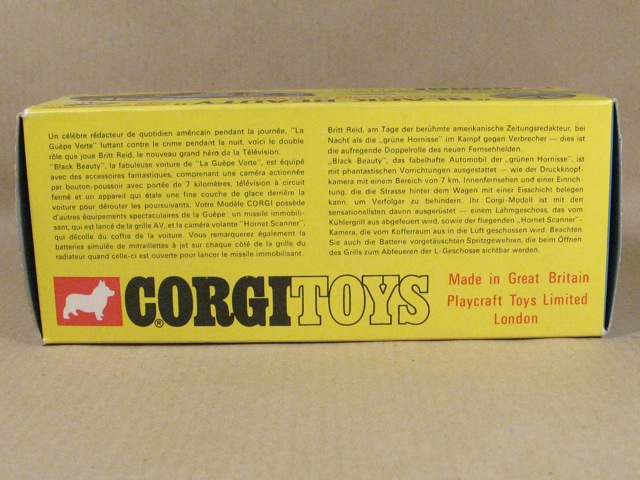 "BLACK BEAUTY"
Un célèbre rédacteur de quotidien américain pendant la journée, "La
Guêpe Verte" luttant contre le crime pendant la nuit, voici le double
rôle que joue Britt Reid, le nouveau grand héro de la Télévision.
"Black Beauty", la fabuleuse voiture de "La Guêpe Verte", est équipé
avec des accessoires fantastiques, comprenant une caméra actionnée
par bouton-poussoir avec portée de 7 kilomètres, télévision à circuit
fermé et un appareil qui étale une fine couche de glace derrière la
voiture pour dérouter les poursuivants. Votre Modèle CORGI possède
d'autres équipements spectaculaires de la Guêpe: un missile immobili-
sant, qui est lancé de la grille AV, et la caméra volante "Hornet Scanner",
qui décolle du coffre de la voiture. Vous remarquerez également la
batteries simulée de mitraillettes à jet sur chaque côté de la grille du
radiateur quand celle-ci est ouverte pour lancer le missile immobilisant.
Britt Reid, am Tage der berühmte amerikanische Zeitungsredakteur, bei
Nacht als die „grüne Hornisse" im Kampf gegen Verbrecher — dies ist
die aufregende Doppelrolle des neuen Fernsehhelden.
„Black Beauty", das fabelhafte Automobil der „grünen Hornisse", ist
mit phantastischen Vorrichtungen ausgestattet — wie der Druckknopf-
kamera mit einem Bereich von 7 km, Innenfernsehen und einer Einrich-
tung, die die Strasse hinter dem Wagen mit einer Eisschicht belegen
kann, um Verfolger zu behindern. Ihr Corgi-Modell ist mit den
sensationellsten davon ausgerüster — einem Lähmgeschoss, das vom
Kühlergrill aus abgefeuert wird, sowie der fliegenden „Hornet Scanner"-
Kamera, die vom Kofferraum aus in die Luft geschossen wird. Beachten
Sie auch die Batterie vorgetäuschten Spritzgewehren, die beim Öffnen
des Grills zum Abfeueren der L-Geschosse sichtbar werden.
® CORGI TOYS
Made in Great Britain
Playcraft Toys Limited
London